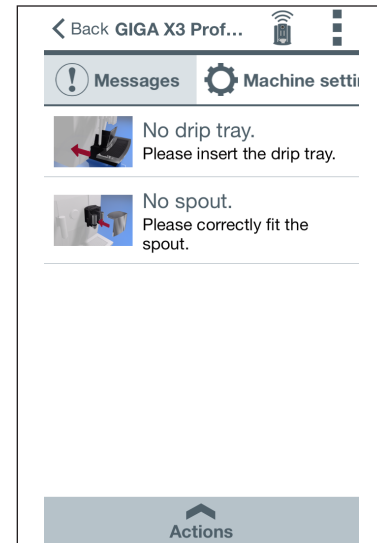 Back GIGA X3 Prof...
Messages
Machine setti
No drip tray.
Please insert the drip tray.
No spout.
Please correctly fit the
spout.
Actions